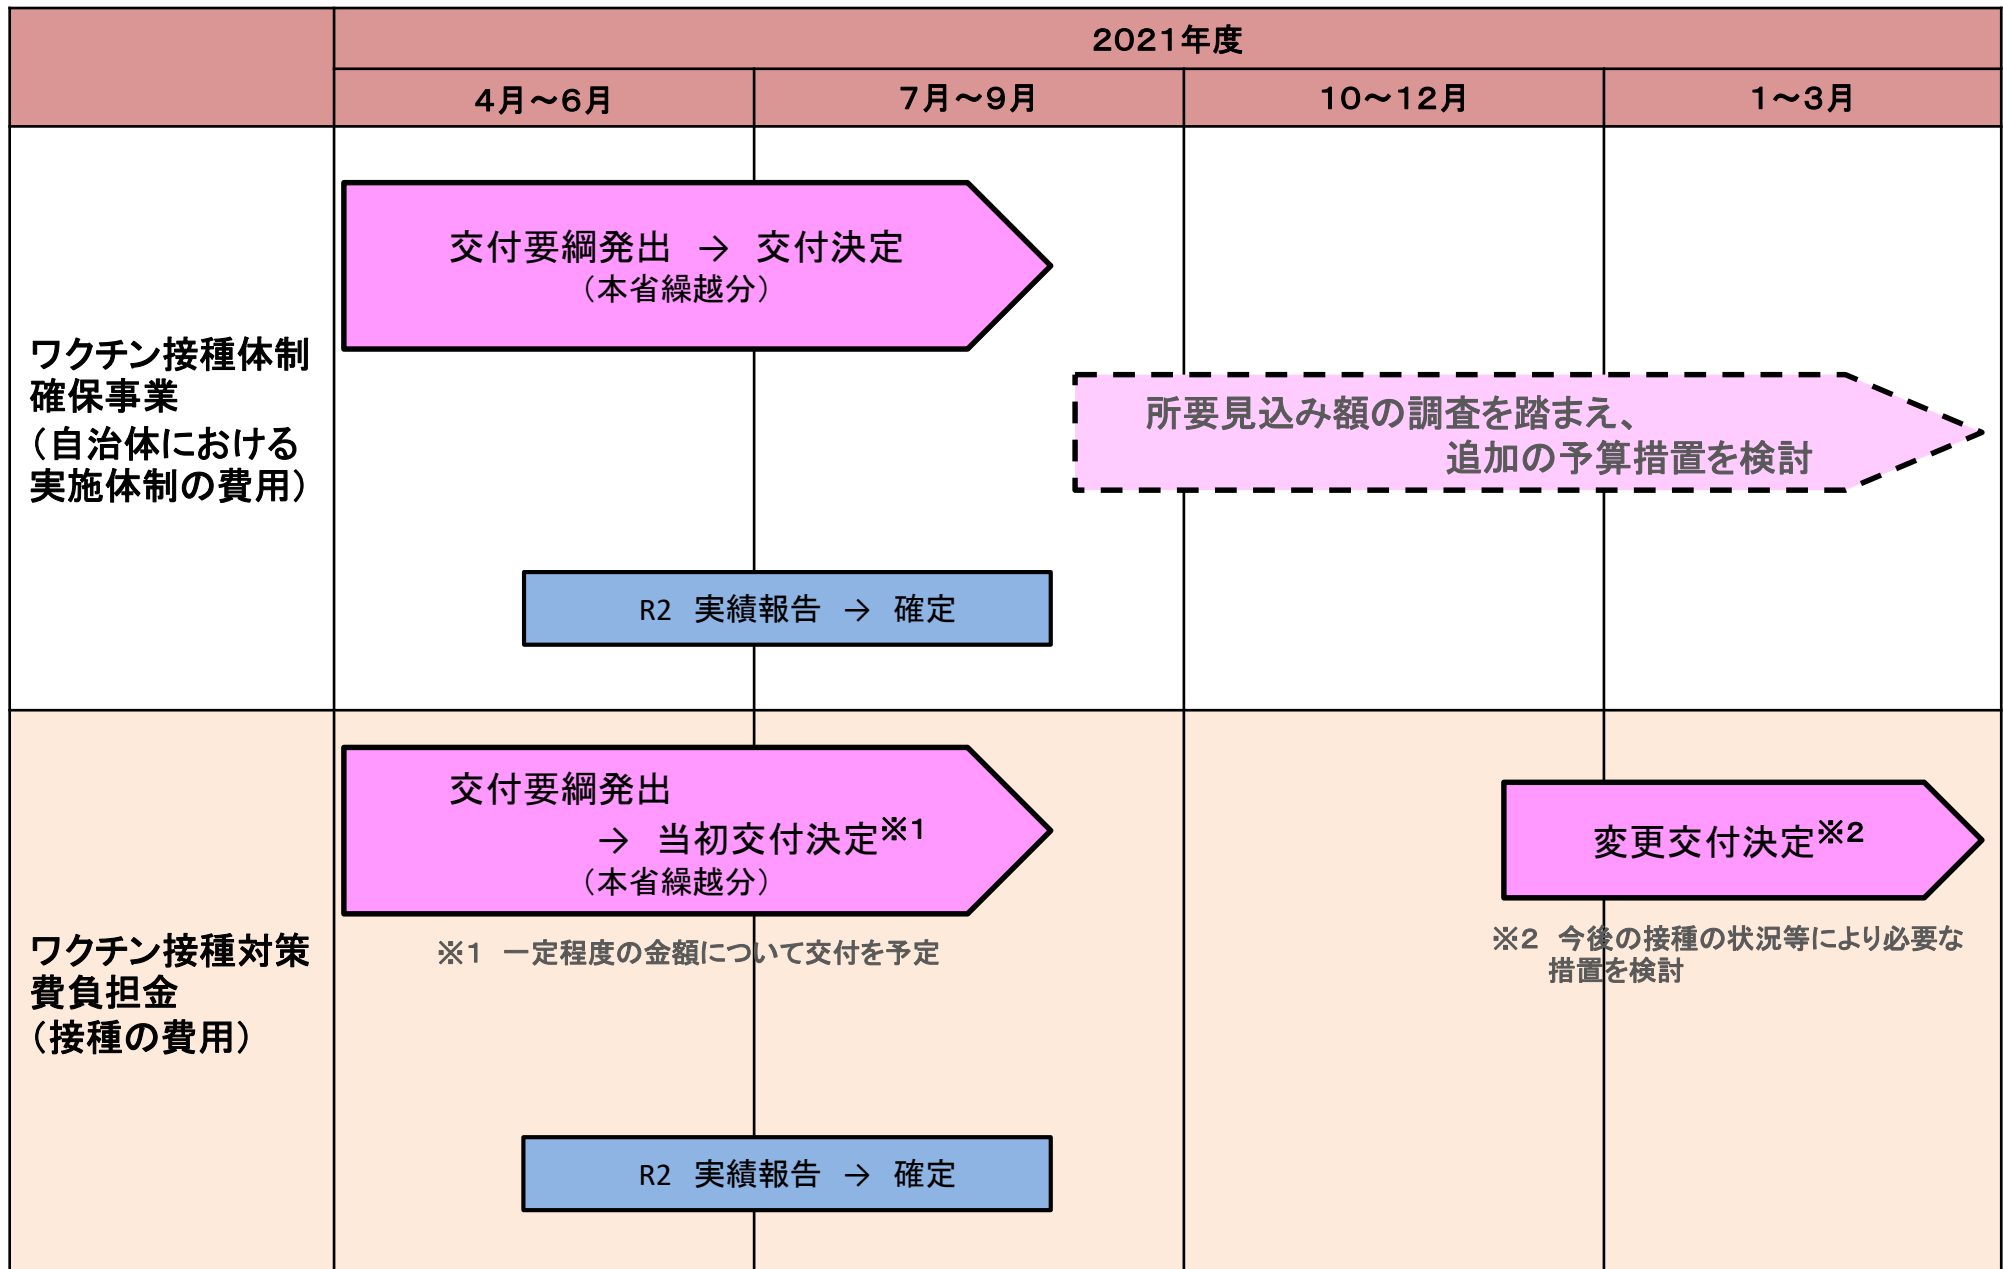 2021年度
4月～6月
7月～9月
10～12月
1～3月
ワクチン接種体制
確保事業
（自治体における
実施体制の費用）
交付要綱発出 → 交付決定
（本省繰越分）
所要見込み額の調査を踏まえ、
追加の予算措置を検討
R2 実績報告 → 確定
ワクチン接種対策
費負担金
（接種の費用）
交付要綱発出
→ 当初交付決定※1
（本省繰越分）
※1 一定程度の金額について交付を予定
変更交付決定※2
※2 今後の接種の状況等により必要な
措置を検討
R2 実績報告 → 確定